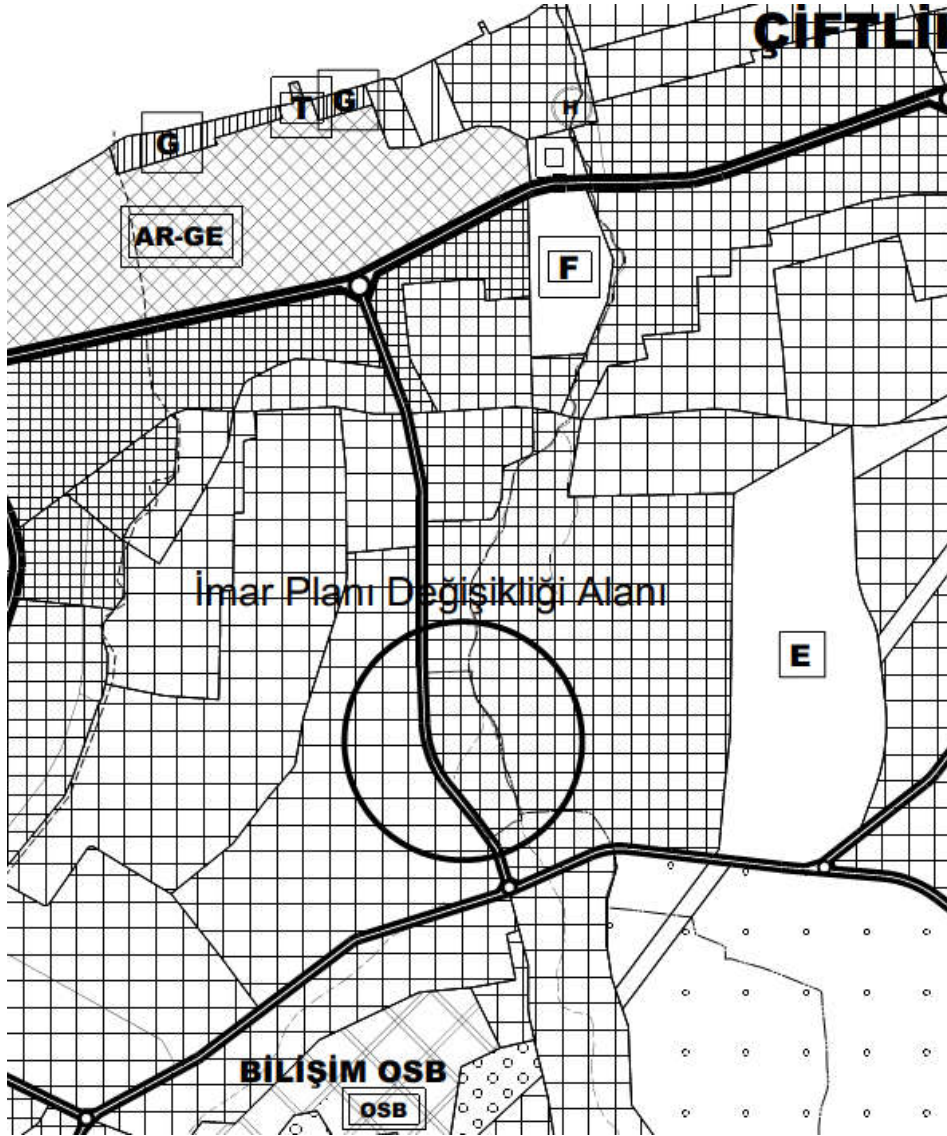 ÇİFTLİ
H
T
G
G
AR-GE
F
İmar Planı Değişikliği Alanı
E
BİLİŞİM OSB
OSB